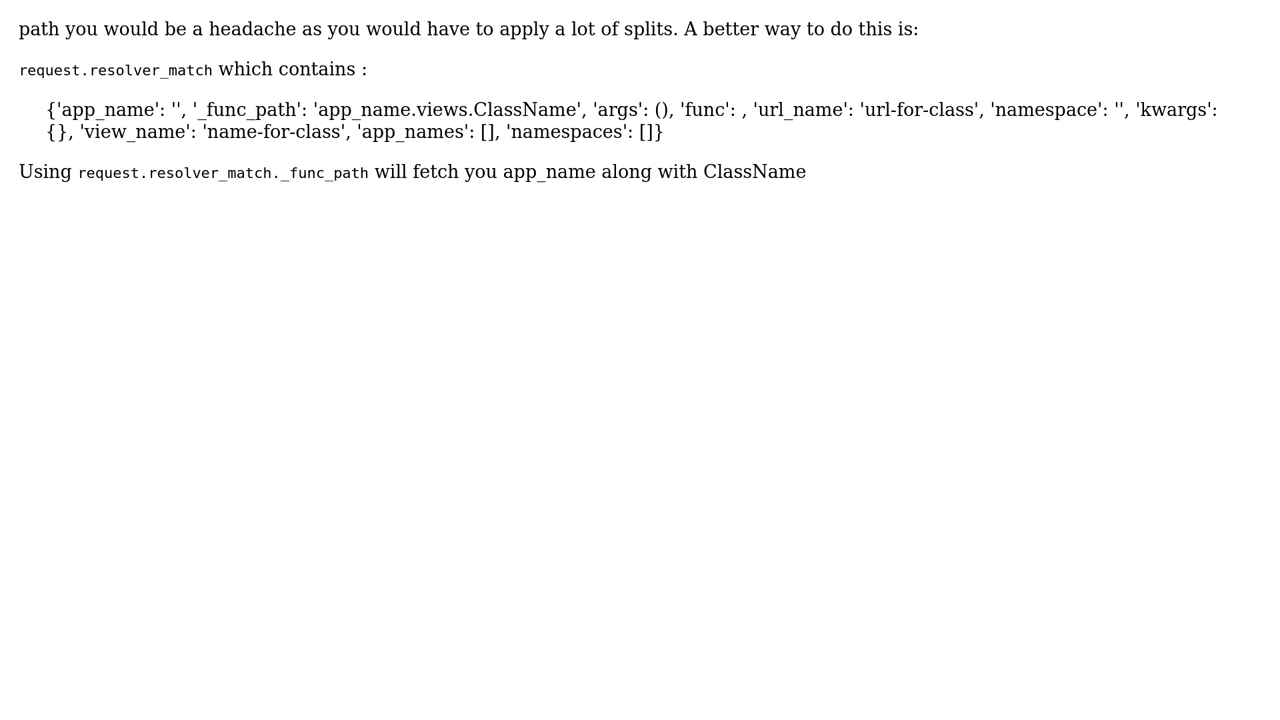 path you would be a headache as you would have to apply a lot of splits. A better way to do this is:
request.resolver_match which contains :
{'app_name': '', '_func_path': 'app_name.views.ClassName', 'args': (), 'func': , 'url_name': 'url-for-class', 'namespace': '', 'kwargs':
{}, 'view_name': 'name-for-class', 'app_names': [], 'namespaces': []}
Using request.resolver_match._func_path will fetch you app_name along with ClassName